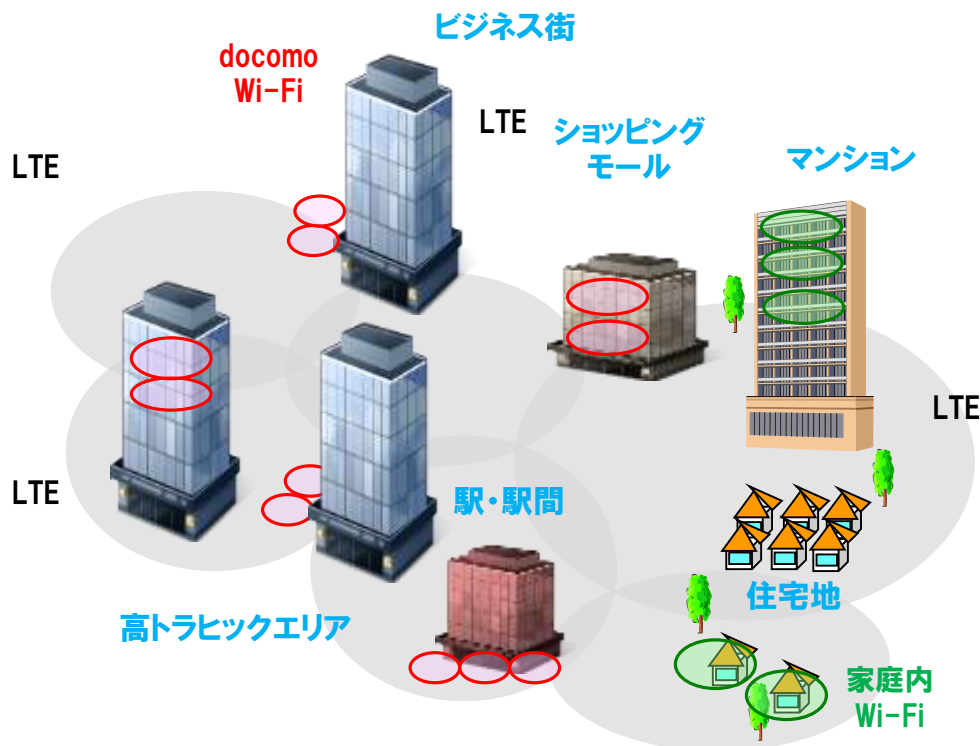 ビジネス街
docomo
Wi-Fi
LTE
ショッピング
モール
マンション
LTE
LTE
LTE
駅・駅間
高トラヒックエリア
住宅地
家庭内
Wi-Fi